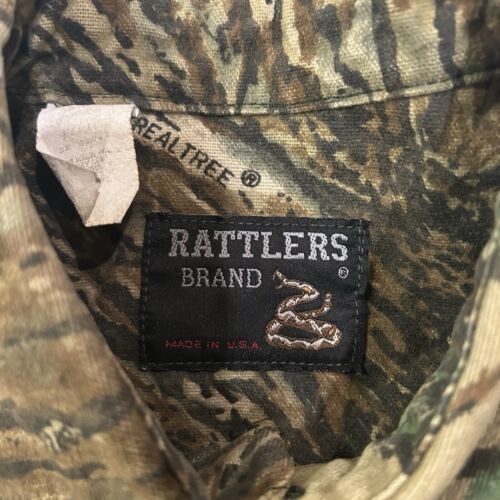 REALTREE®
RATTLERS
BRAND ®
MADE IN U.S.A